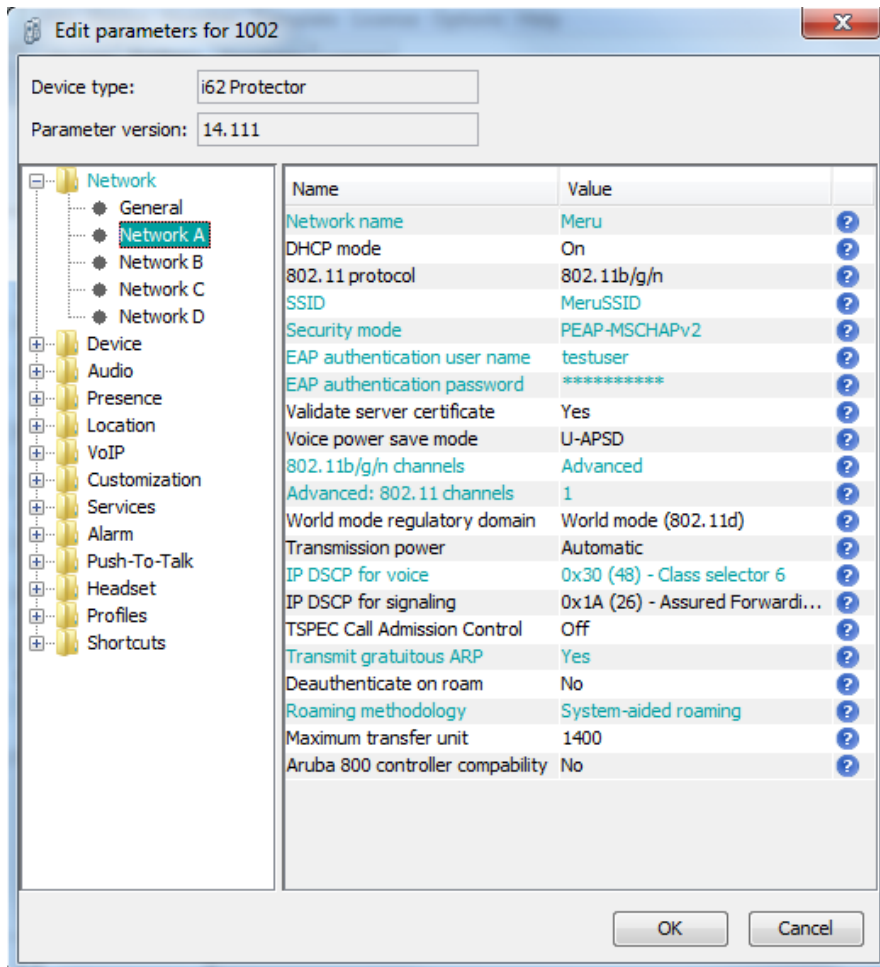 Edit parameters for 1002
Device type: i62 Protector
Parameter version: 14.111
Network
General
Network A
Network B
Network C
Network D
Device
Audio
Presence
Location
VoIP
Customization
Services
Alarm
Push-To-Talk
Headset
Profiles
Shortcuts
Name Value
Network name Meru
DHCP mode On
802.11 protocol 802.11b/g/n
SSID MeruSSID
Security mode PEAP-MSCHAPv2
EAP authentication user name testuser
EAP authentication password **********
Validate server certificate Yes
Voice power save mode U-APSD
802.11b/g/n channels Advanced
Advanced: 802.11 channels 1
World mode regulatory domain World mode (802.11d)
Transmission power Automatic
IP DSCP for voice 0x30 (48) - Class selector 6
IP DSCP for signaling 0x1A (26) - Assured Forwardi...
TSPEC Call Admission Control Off
Transmit gratuitous ARP Yes
Deauthenticate on roam No
Roaming methodology System-aided roaming
Maximum transfer unit 1400
Aruba 800 controller compability No
OK Cancel